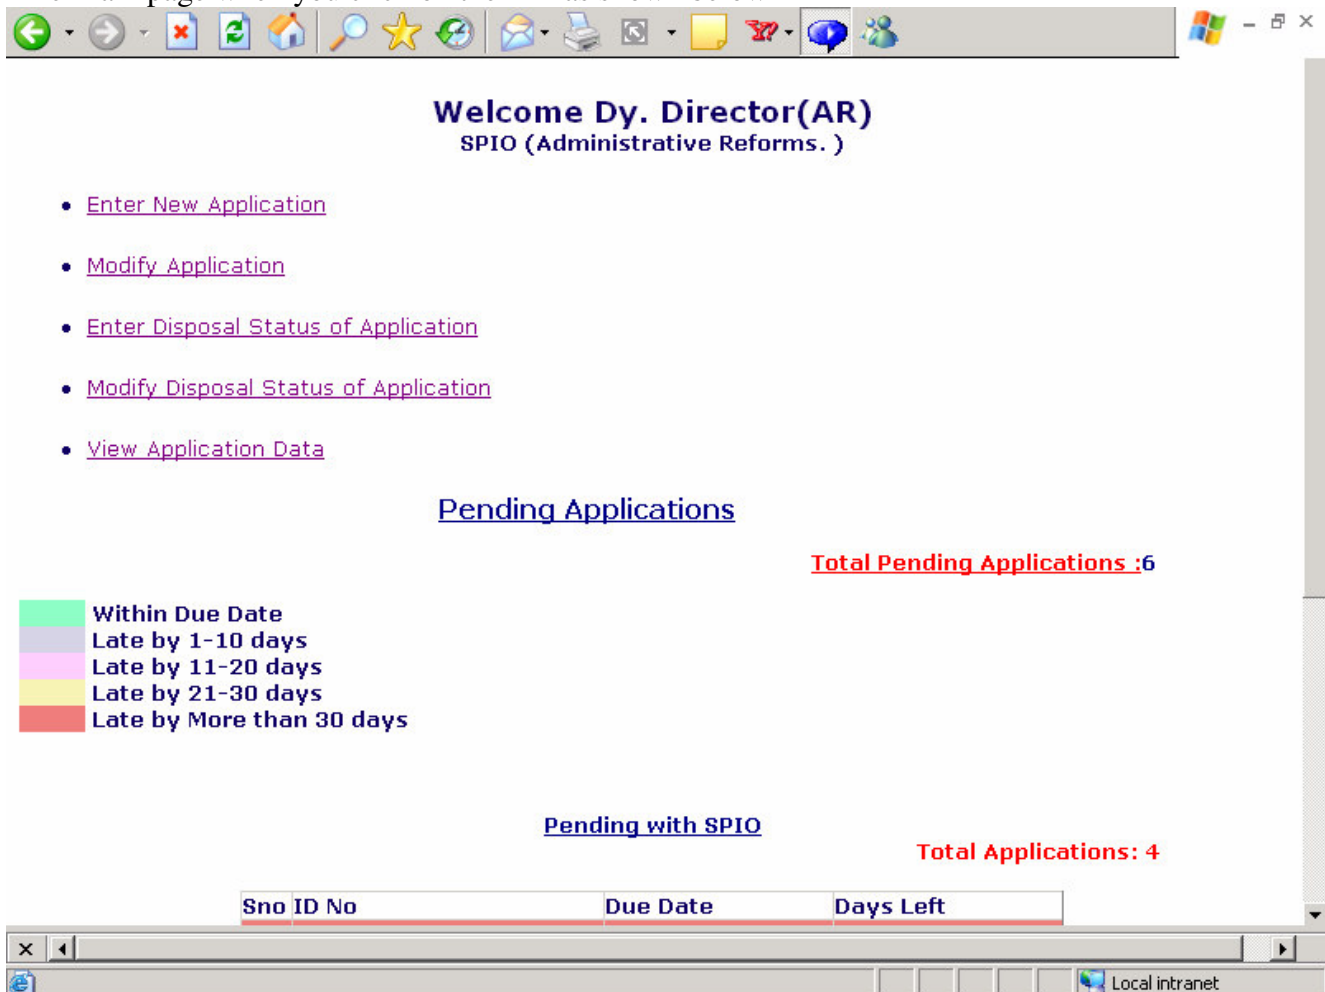 Welcome Dy. Director(AR)
SPIO (Administrative Reforms. )
Enter New Application
Modify Application
Enter Disposal Status of Application
Modify Disposal Status of Application
View Application Data
Pending Applications
Total Pending Applications :6
Within Due Date
Late by 1-10 days
Late by 11-20 days
Late by 21-30 days
Late by More than 30 days
Pending with SPIO
Total Applications: 4
Sno ID No Due Date Days Left
Local intranet